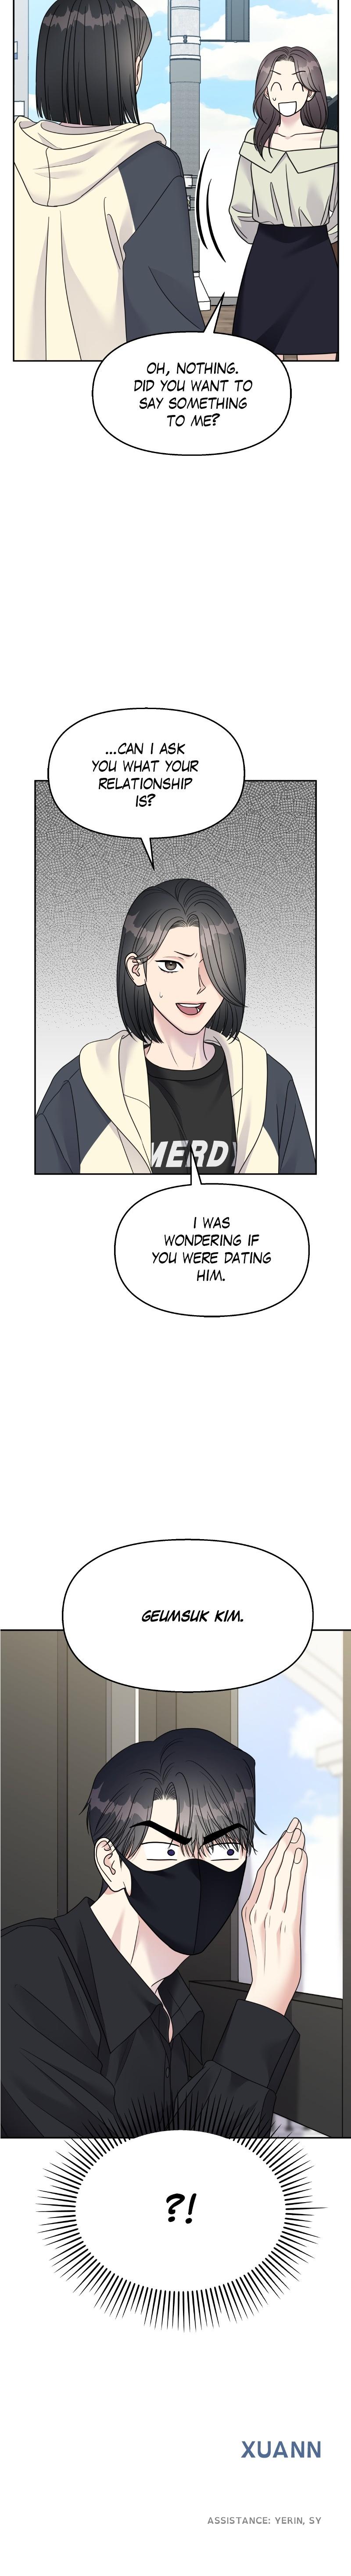 OH, NOTHING.
DID YOU WANT TO
SAY SOMETHING
TO ME?
...CAN I ASK
YOU WHAT YOUR
RELATIONSHIP
IS?
MERDY
I WAS
WONDERING IF
YOU WERE DATING
HIM.
GEUMSUK KIM.
?!
XUANN
ASSISTANCE: YERIN, SY